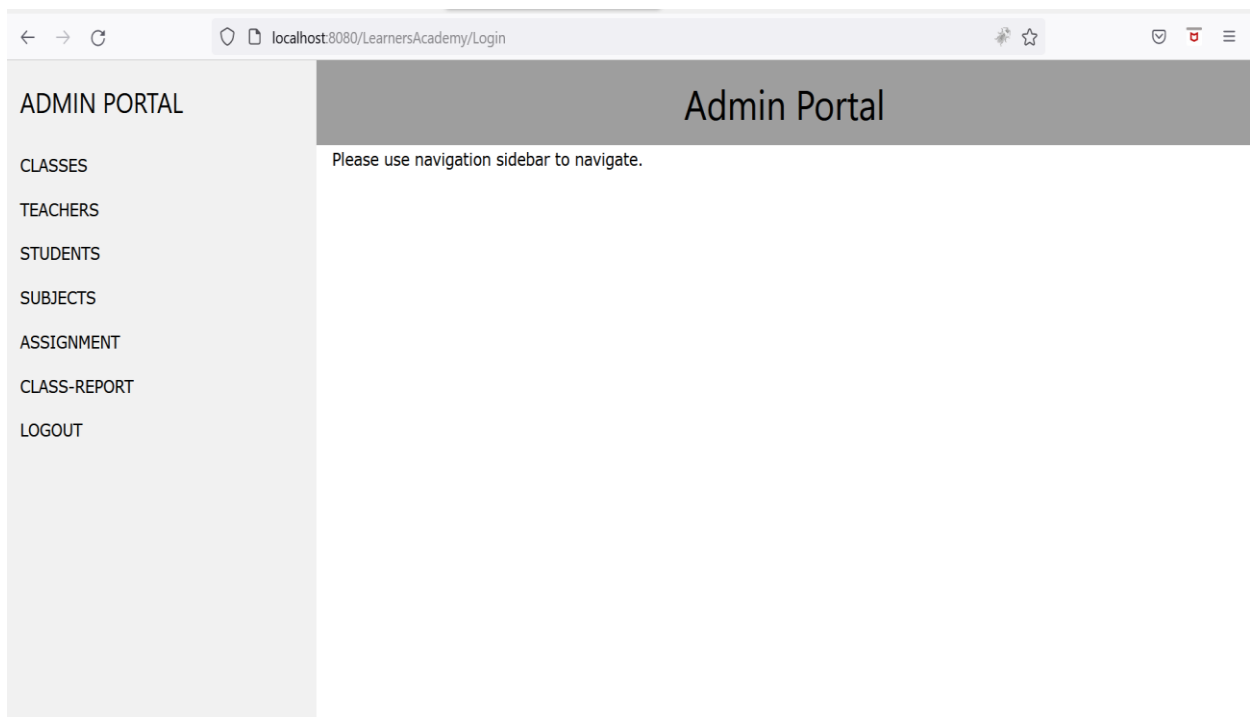 localhost:8080/LearnersAcademy/Login
ADMIN PORTAL
CLASSES
TEACHERS
STUDENTS
SUBJECTS
ASSIGNMENT
CLASS-REPORT
LOGOUT
Admin Portal
Please use navigation sidebar to navigate.